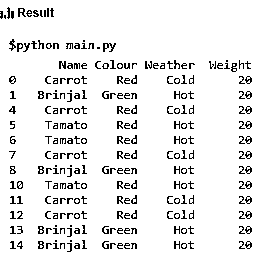 Result
$python main.py
Name Colour Weather Weight
0 Carrot Red Cold 20
1 Brinjal Green Hot 20
4 Carrot Red Cold 20
5 Tamato Red Hot 20
6 Tamato Red Hot 20
7 Carrot Red Cold 20
8 Brinjal Green Hot 20
10 Tamato Red Hot 20
11 Carrot Red Cold 20
12 Carrot Red Cold 20
13 Brinjal Green Hot 20
14 Brinjal Green Hot 20